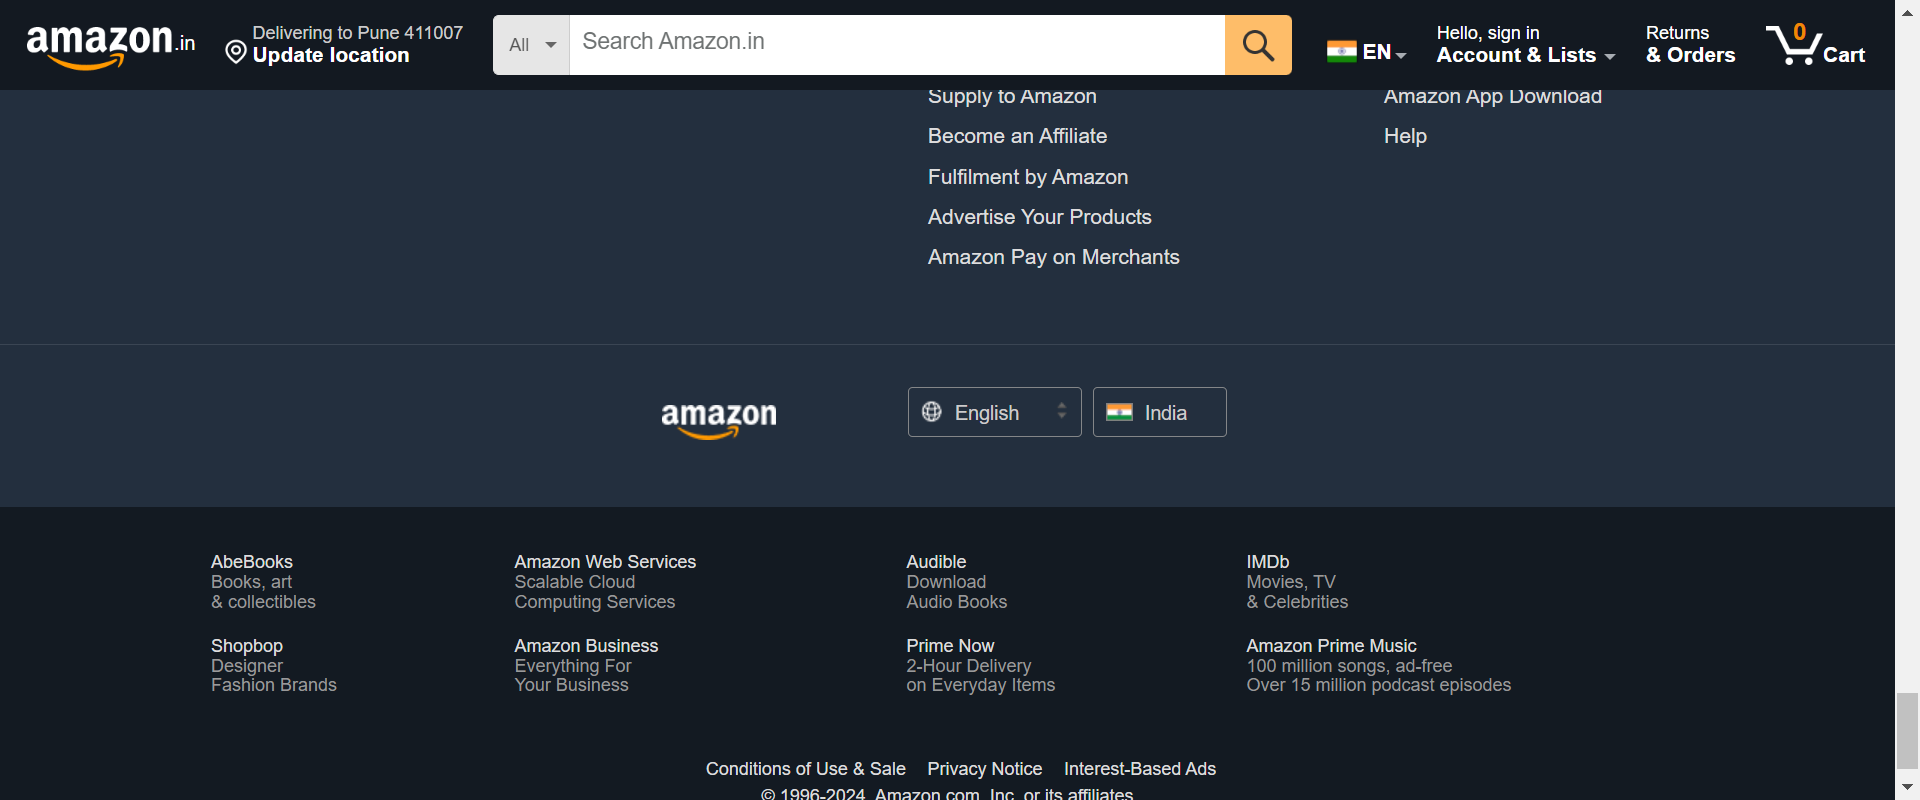 amazon.in
Delivering to Pune 411007
Update location
All
Search Amazon.in
EN
Hello, sign in
Account & Lists
Returns
& Orders
0
Cart
Supply to Amazon
Become an Affiliate
Fulfilment by Amazon
Advertise Your Products
Amazon Pay on Merchants
Amazon App Download
Help
amazon
English
India
AbeBooks
Books, art
& collectibles
Amazon Web Services
Scalable Cloud
Computing Services
Audible
Download
Audio Books
IMDb
Movies, TV
& Celebrities
Shopbop
Designer
Fashion Brands
Amazon Business
Everything For
Your Business
Prime Now
2-Hour Delivery
on Everyday Items
Amazon Prime Music
100 million songs, ad-free
Over 15 million podcast episodes
Conditions of Use & Sale
Privacy Notice
Interest-Based Ads
© 1996-2024, Amazon.com, Inc. or its affiliates